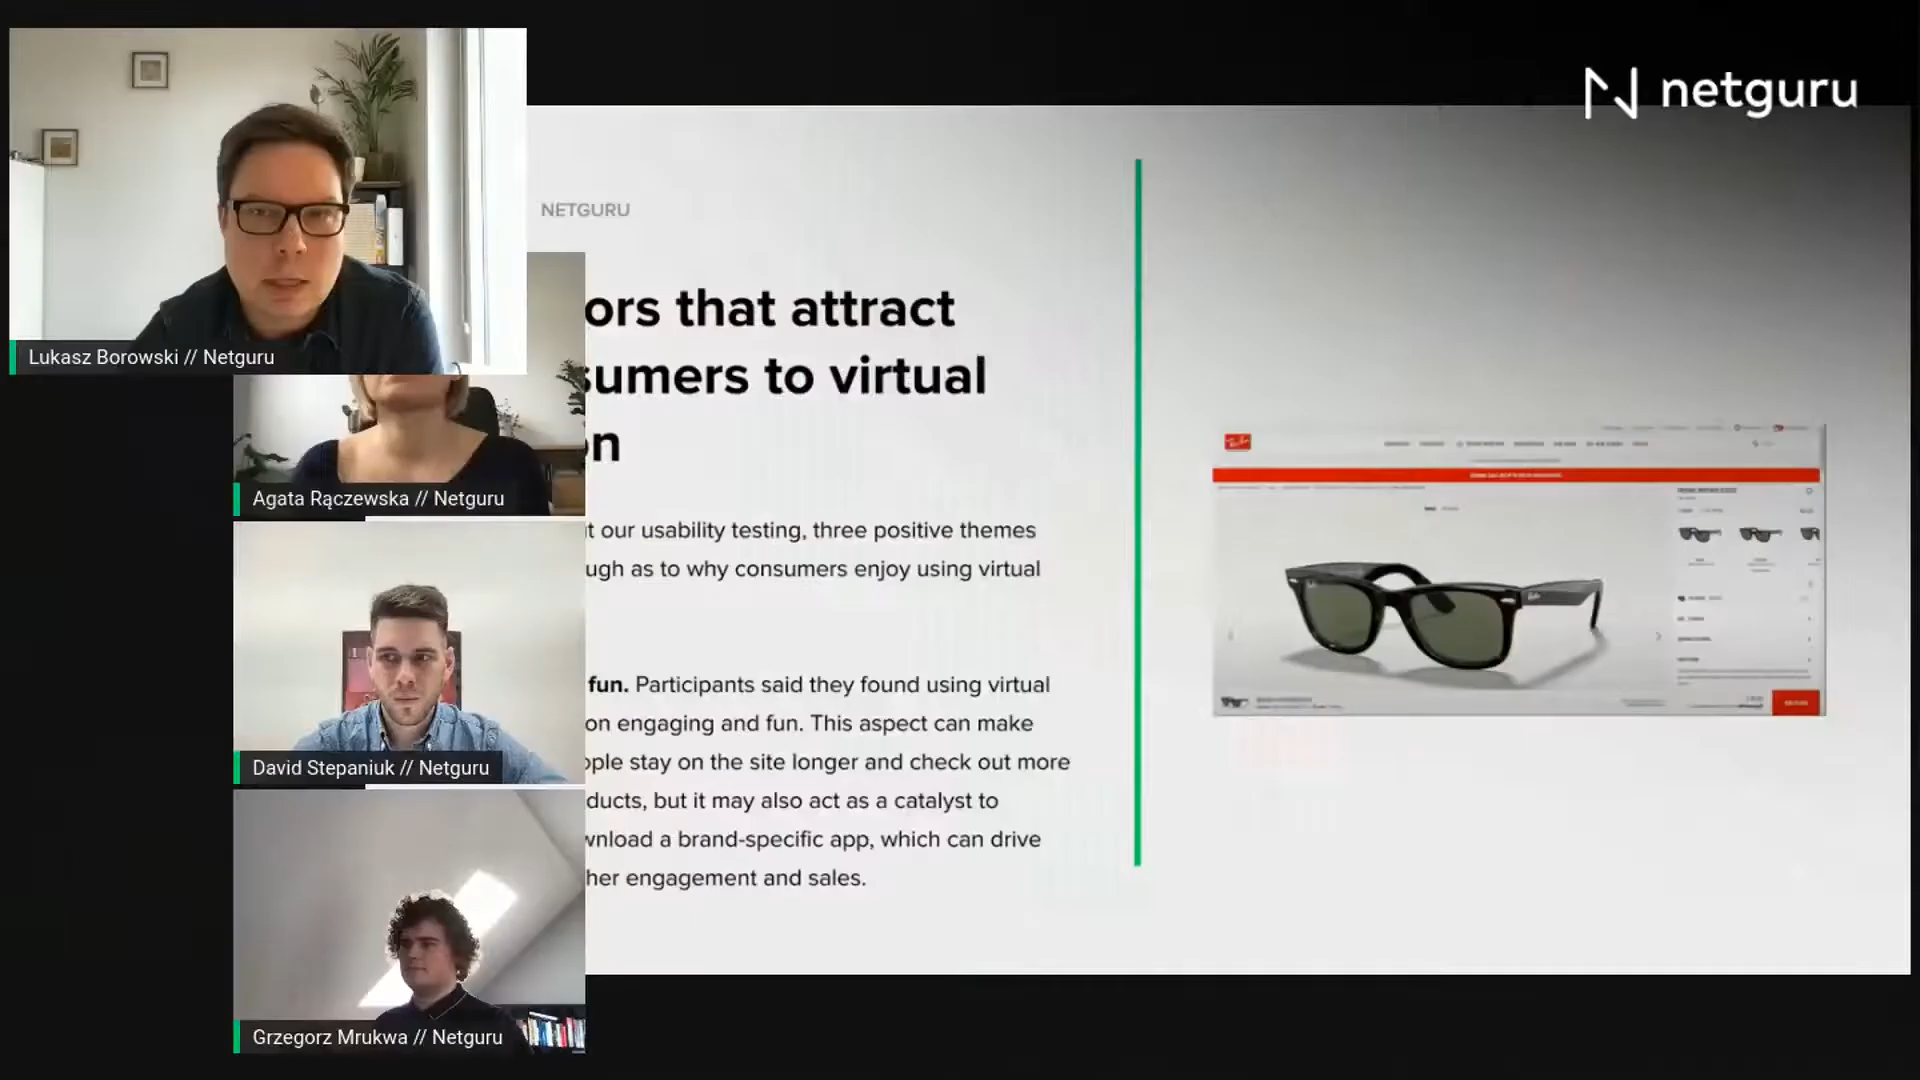 netguru
Lukasz Borowski // Netguru
Agata Rączewska // Netguru
David Stepaniuk // Netguru
Grzegorz Mrukwa // Netguru
NETGURU
ors that attract
sumers to virtual
on
t our usability testing, three positive themes
ugh as to why consumers enjoy using virtual
fun. Participants said they found using virtual
on engaging and fun. This aspect can make
ople stay on the site longer and check out more
ducts, but it may also act as a catalyst to
wnload a brand-specific app, which can drive
her engagement and sales.
Ray-Ban